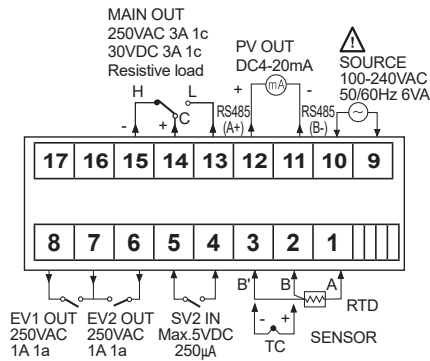 MAIN OUT
250VAC 3A 1c
30VDC 3A 1c
Resistive load
H
L
C
-
+
PV OUT
DC4-20mA
+
mA
-
RS485
(A+)
RS485
(B-)
!
SOURCE
100-240VAC
50/60Hz 6VA
17 16 15 14 13 12 11 10 9
8 7 6 5 4 3 2 1
EV1 OUT
250VAC
1A 1a
EV2 OUT
250VAC
1A 1a
SV2 IN
Max.5VDC
250µA
B'
B
A
RTD
-
+
TC
SENSOR